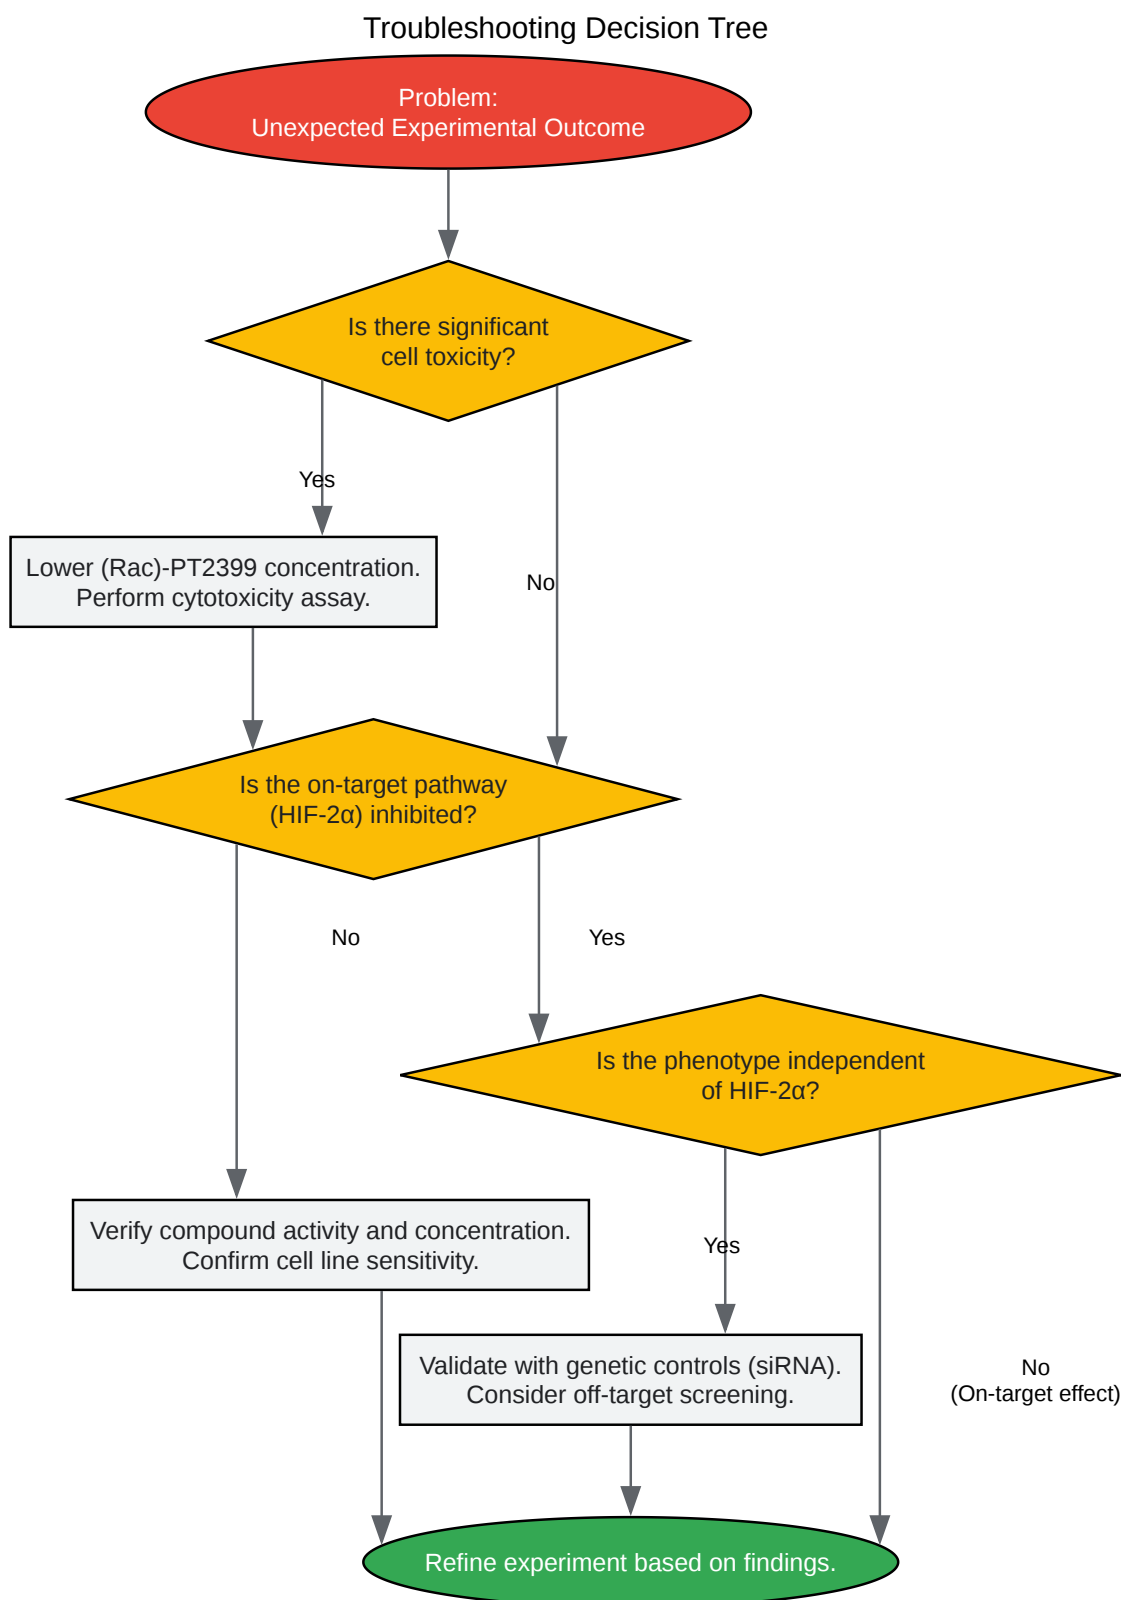 Troubleshooting Decision Tree
Problem:
Unexpected Experimental Outcome
Is there significant
cell toxicity?
Yes
Lower (Rac)-PT2399 concentration.
Perform cytotoxicity assay.
No
Is the on-target pathway
(HIF-2α) inhibited?
No
Yes
Is the phenotype independent
of HIF-2α?
Verify compound activity and concentration.
Confirm cell line sensitivity.
Yes
Validate with genetic controls (siRNA).
Consider off-target screening.
No
(On-target effect)
Refine experiment based on findings.